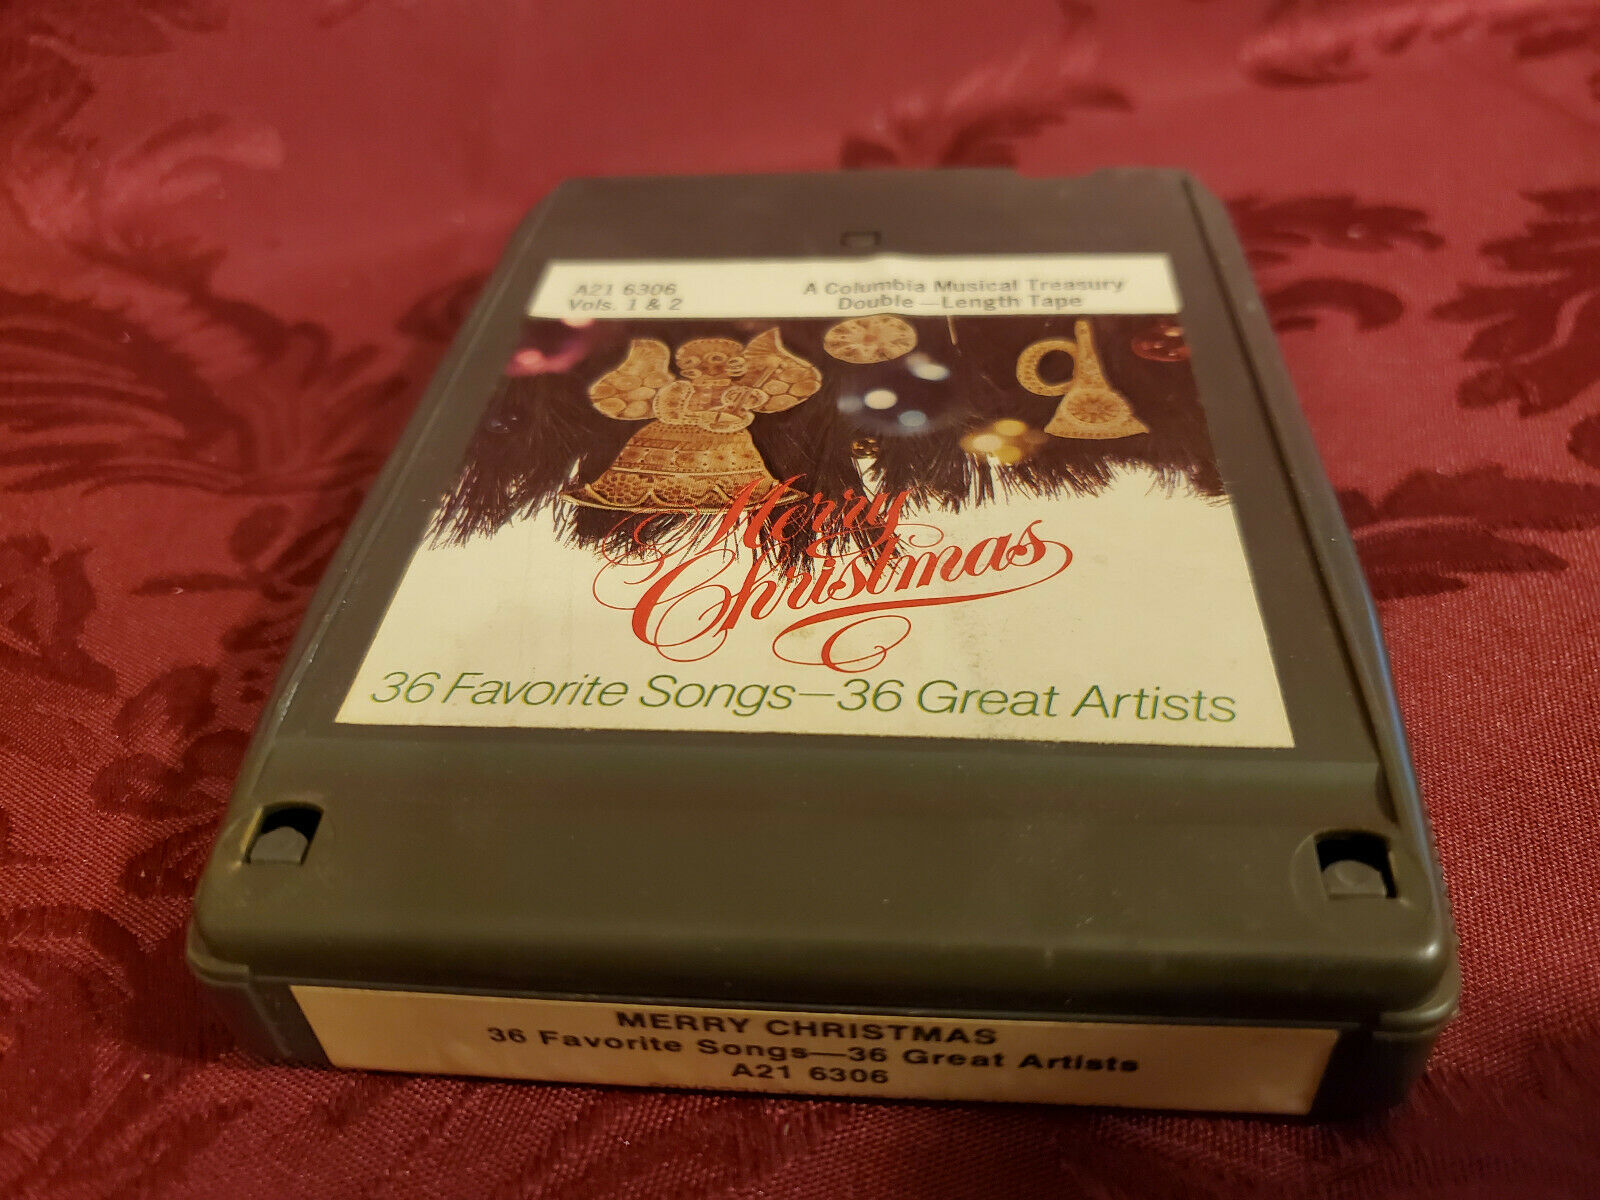 A21 6306
Vols. 1 & 2
A Columbia Musical Treasury
Double—Length Tape
Merry
Christmas
36 Favorite Songs—36 Great Artists
MERRY CHRISTMAS
36 Favorite Songs—36 Great Artists
A21 6306